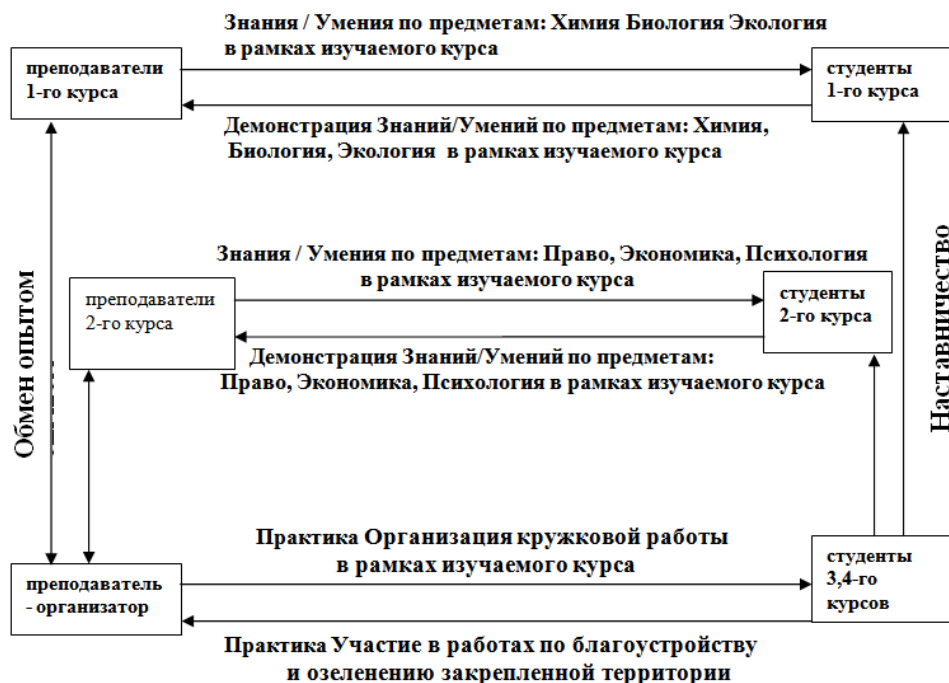 Знания / Умения по предметам: Химия Биология Экология
в рамках изучаемого курса
преподаватели
1-го курса
студенты
1-го курса
Демонстрация Знаний/Умений по предметам: Химия,
Биология, Экология в рамках изучаемого курса
Знания / Умения по предметам: Право, Экономика, Психология
в рамках изучаемого курса
преподаватели
2-го курса
студенты
2-го курса
Демонстрация Знаний/Умений по предметам:
Право, Экономика, Психология в рамках изучаемого курса
Обмен опытом
Наставничество
Практика Организация кружковой работы
в рамках изучаемого курса
преподаватель
- организатор
студенты
3,4-го
курсов
Практика Участие в работах по благоустройству
и озеленению закрепленной территории